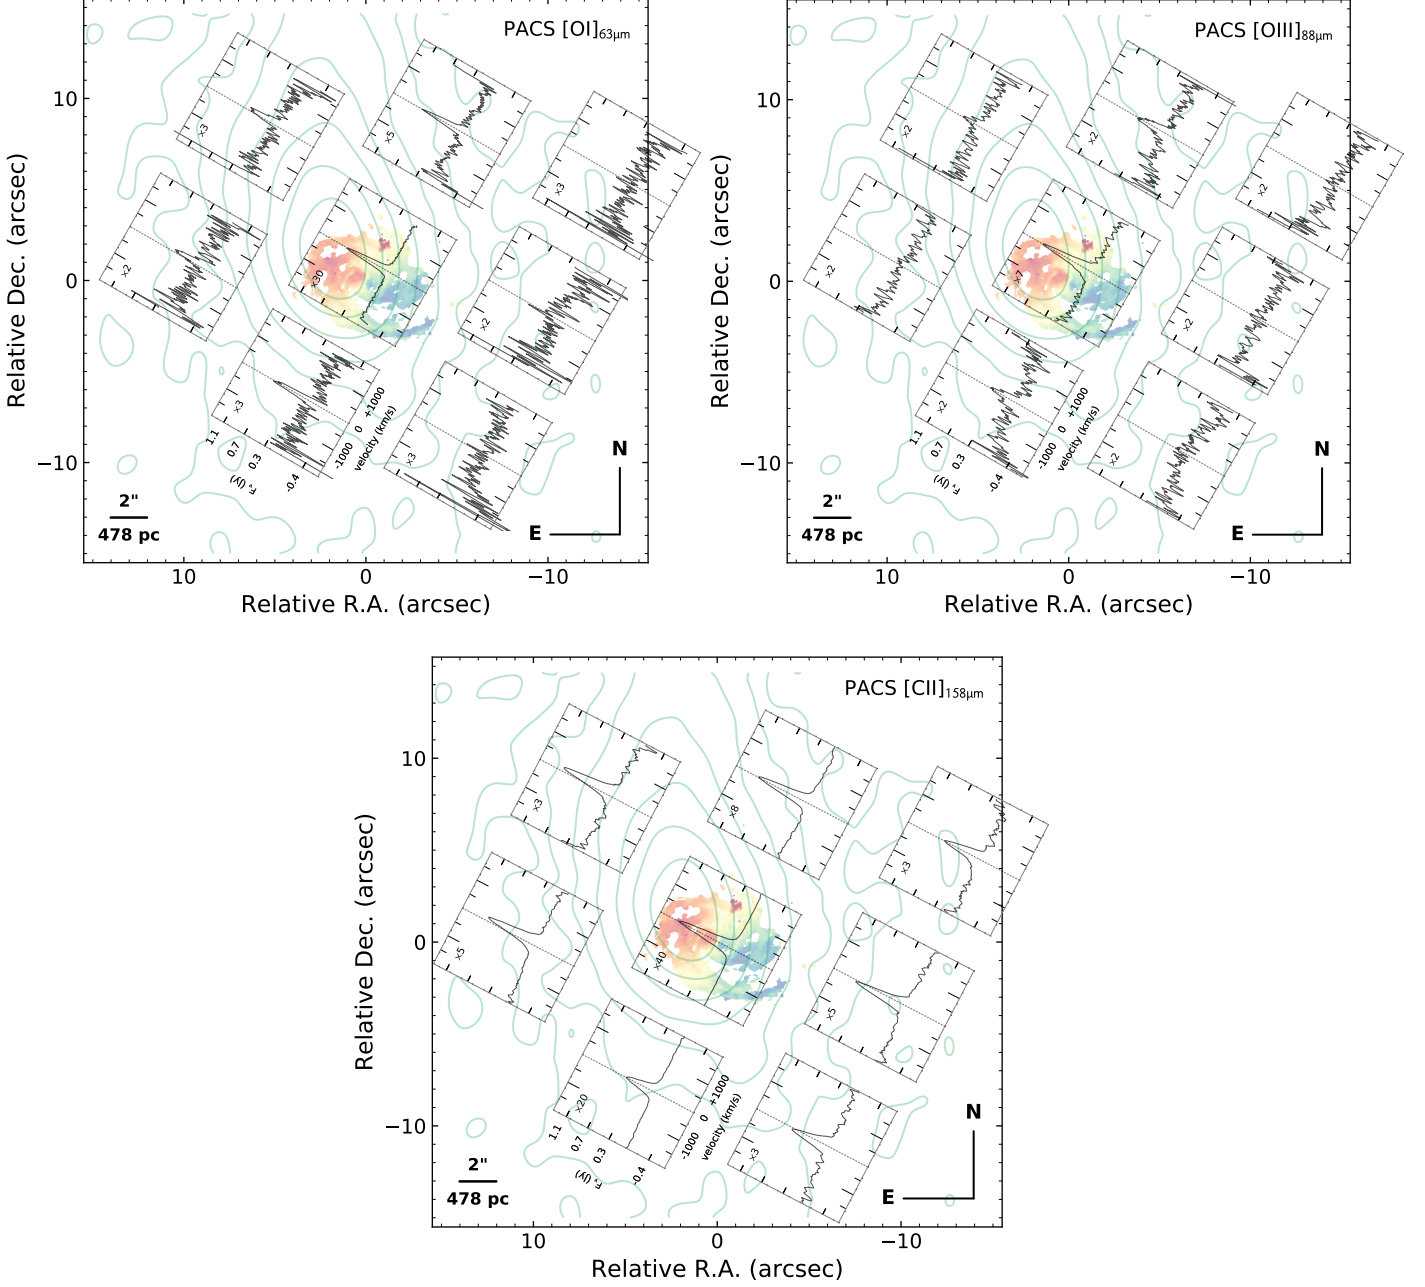 PACS [OI]63μm
10
0
−10
Relative Dec. (arcsec)
×3
×5
×3
×2
×30
×2
×3
×3
1.1
0.7
0.3
-0.4
Fν (Jy)
-1000 0 +1000
velocity (km/s)
2"
478 pc
N
E
10 0 −10
Relative R.A. (arcsec)
PACS [OIII]88μm
10
0
−10
Relative Dec. (arcsec)
×2
×2
×2
×2
×7
×2
×2
×2
1.1
0.7
0.3
-0.4
Fν (Jy)
-1000 0 +1000
velocity (km/s)
2"
478 pc
N
E
10 0 −10
Relative R.A. (arcsec)
PACS [CII]158μm
10
0
−10
Relative Dec. (arcsec)
×3
×8
×3
×5
×40
×5
×20
×3
1.1
0.7
0.3
-0.4
Fν (Jy)
-1000 0 +1000
velocity (km/s)
2"
478 pc
N
E
10 0 −10
Relative R.A. (arcsec)